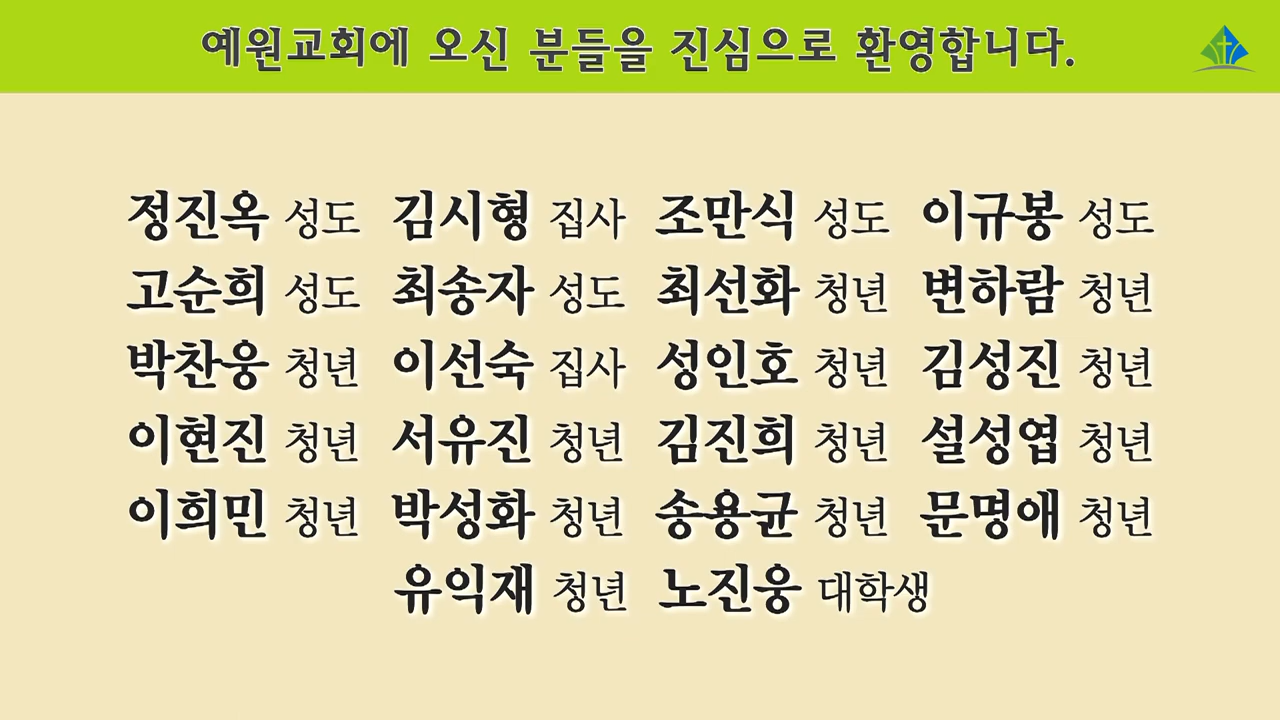 예원교회에 오신 분들을 진심으로 환영합니다.
정진옥 성도 김시형 집사 조만식 성도 이규봉 성도
고순희 성도 최송자 성도 최선화 청년 변하람 청년
박찬웅 청년 이선숙 집사 성인호 청년 김성진 청년
이현진 청년 서유진 청년 김진희 청년 설성엽 청년
이희민 청년 박성화 청년 송용균 청년 문명애 청년
유익재 청년 노진웅 대학생